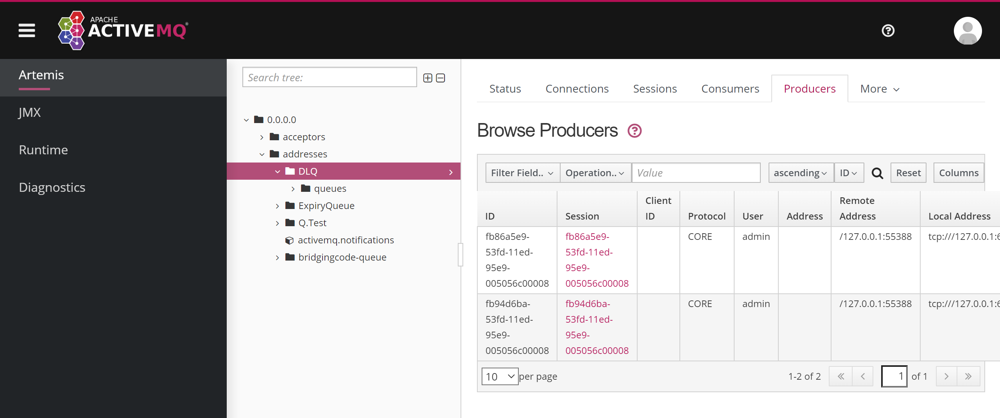 APACHE
ACTIVEMQ®
Artemis
JMX
Runtime
Diagnostics
Search tree:
0.0.0.0
acceptors
addresses
DLQ
queues
ExpiryQueue
Q.Test
activemq.notifications
bridgingcode-queue
Status Connections Sessions Consumers Producers More
Browse Producers
Filter Field.. Operation.. Value ascending ID Reset Columns
ID Session Client ID Protocol User Address Remote Address Local Address
fb86a5e9- fb86a5e9- CORE admin /127.0.0.1:55388 tcp:///127.0.0.1:6
53fd-11ed- 53fd-11ed-
95e9- 95e9-
005056c00008 005056c00008
fb94d6ba- fb94d6ba- CORE admin /127.0.0.1:55388 tcp:///127.0.0.1:6
53fd-11ed- 53fd-11ed-
95e9- 95e9-
005056c00008 005056c00008
10 per page 1-2 of 2 1 of 1